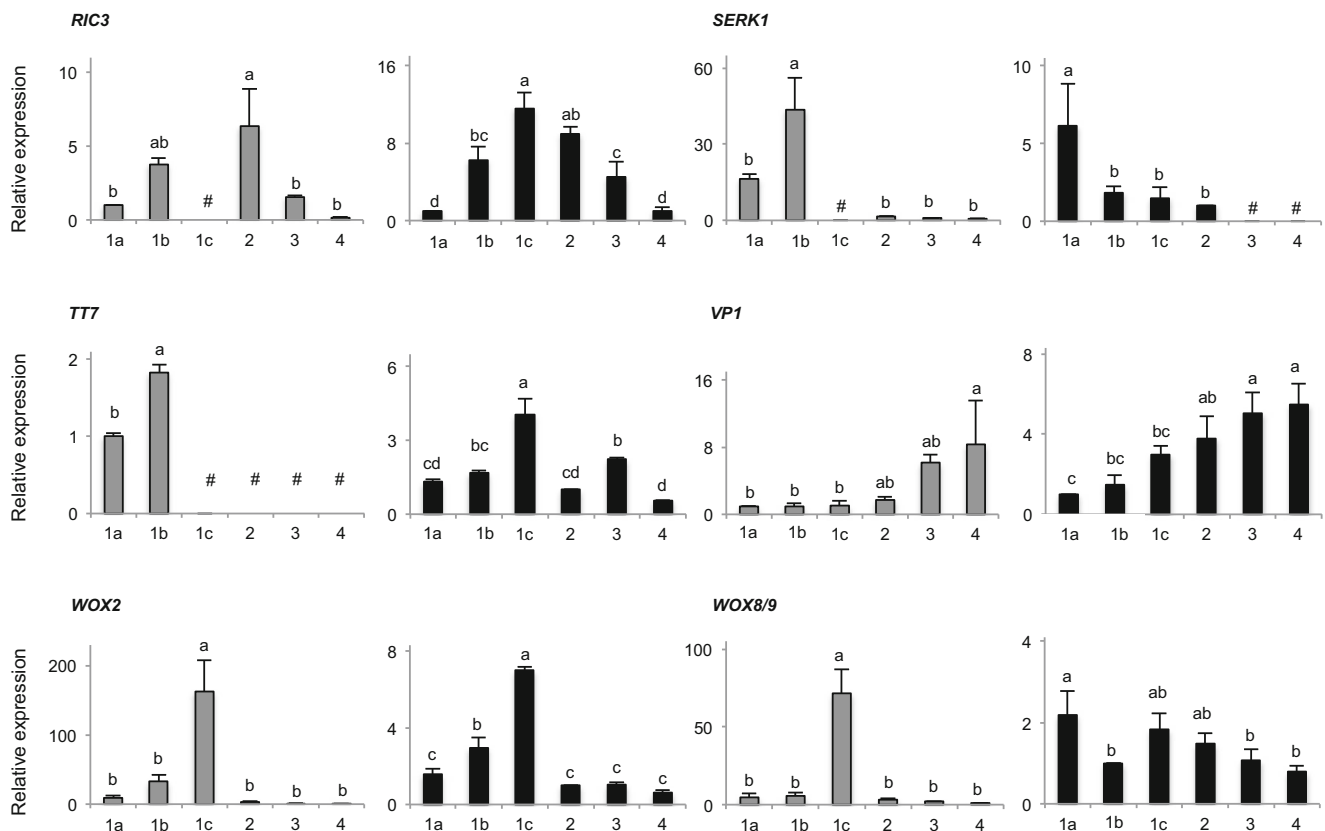 RIC3 SERK1
Relative expression
10
5
0
b ab # a b b
1a 1b 1c 2 3 4
16
8
0
d bc a ab c d
1a 1b 1c 2 3 4
60
30
0
b a # b b b
1a 1b 1c 2 3 4
10
5
0
a b b b # #
1a 1b 1c 2 3 4
TT7 VP1
Relative expression
2
1
0
b a # # # #
1a 1b 1c 2 3 4
6
3
0
cd bc a cd b d
1a 1b 1c 2 3 4
16
8
0
b b b ab ab a
1a 1b 1c 2 3 4
8
4
0
c bc bc ab a a
1a 1b 1c 2 3 4
WOX2 WOX8/9
Relative expression
200
100
0
b b a b b b
1a 1b 1c 2 3 4
8
4
0
c b a c c c
1a 1b 1c 2 3 4
100
50
0
b b a b b b
1a 1b 1c 2 3 4
4
2
0
a b ab ab b b
1a 1b 1c 2 3 4